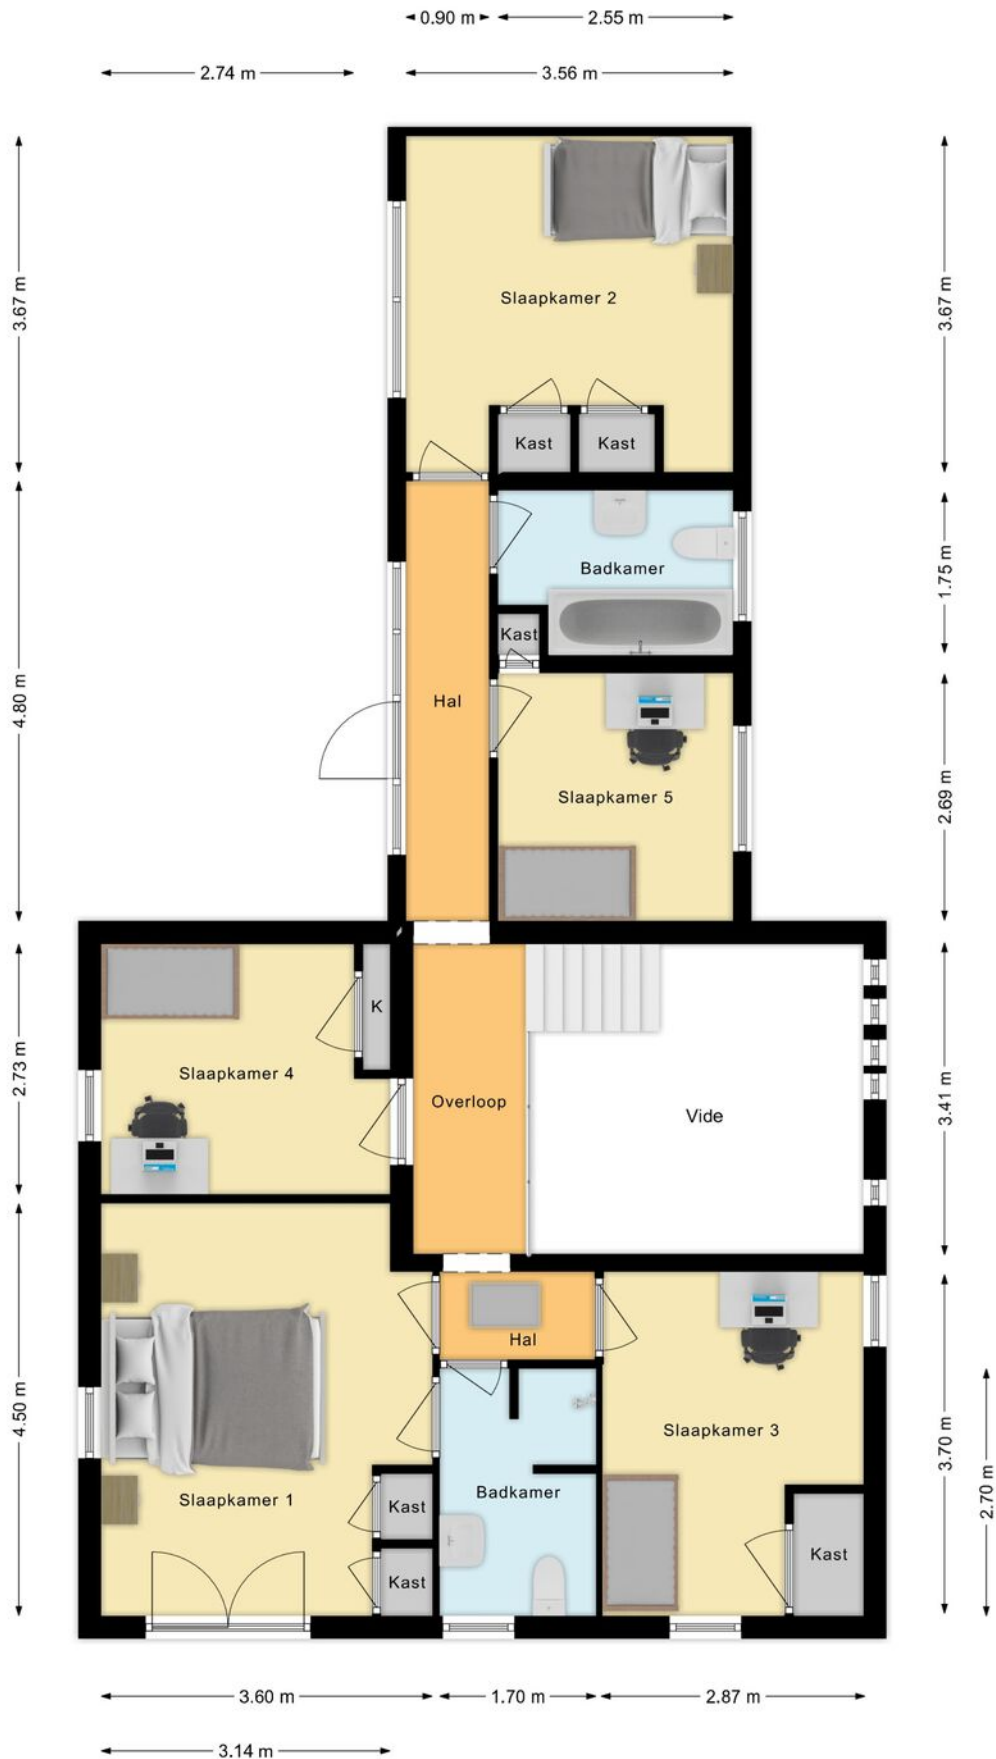 0.90 m 2.55 m
2.74 m 3.56 m
3.67 m
Slaapkamer 2
3.67 m
Kast Kast
Badkamer
1.75 m
Kast
4.80 m
Hal
Slaapkamer 5
2.69 m
K
2.73 m
Slaapkamer 4
Overloop
Vide
3.41 m
Hal
4.50 m
Slaapkamer 1
Kast
Kast
Badkamer
Slaapkamer 3
Kast
3.70 m
2.70 m
3.60 m 1.70 m 2.87 m
3.14 m